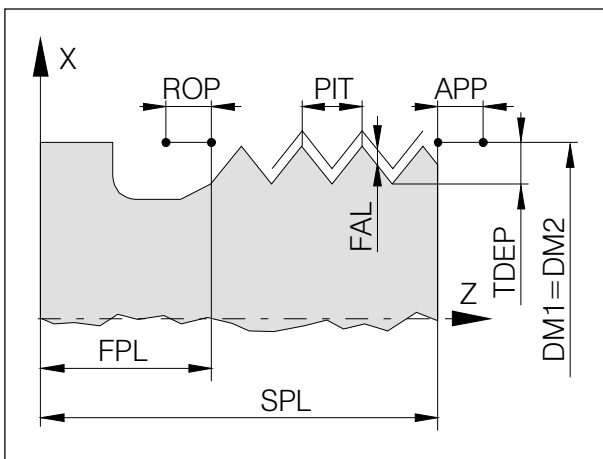 X
ROP PIT APP
FAL
TDEP
DM1=DM2
Z
FPL
SPL